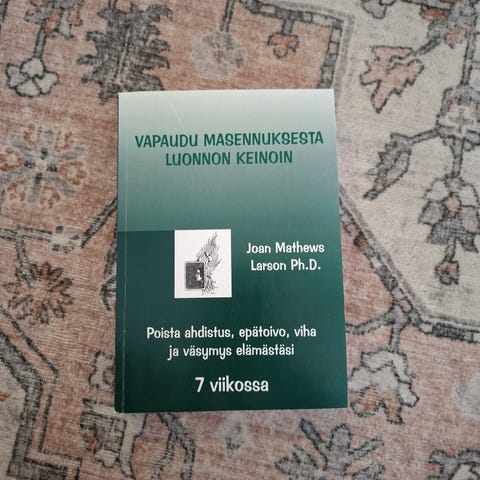 VAPAUDU MASENNUKSESTA
LUONNON KEINOIN
Joan Mathews
Larson Ph.D.
Poista ahdistus, epätoivo, viha
ja väsymys elämästäsi
7 viikossa